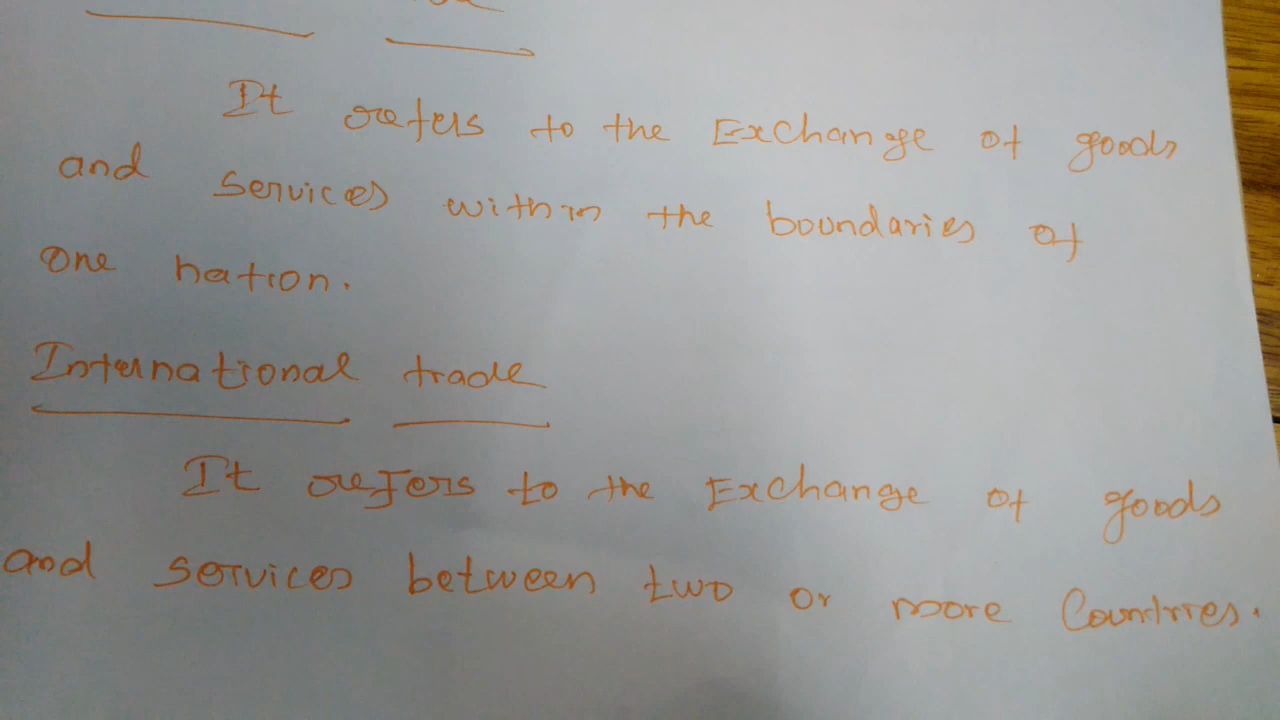 It refers to the Exchange of goods
and services within the boundaries of
one nation.
International trade
It refers to the Exchange of goods
and services between two or more Countries.